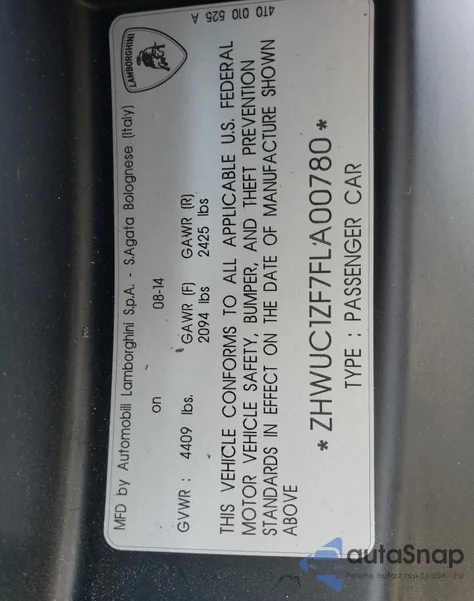 LAMBORGHINI
4T0 010 525 A
MFD by Automobili Lamborghini S.p.A. - S.Agata Bolognese (Italy)
on 08-14
GVWR : 4409 lbs. GAWR (F) GAWR (R)
2094 lbs 2425 lbs
THIS VEHICLE CONFORMS TO ALL APPLICABLE U.S. FEDERAL
MOTOR VEHICLE SAFETY, BUMPER, AND THEFT PREVENTION
STANDARDS IN EFFECT ON THE DATE OF MANUFACTURE SHOWN
ABOVE
* ZHWUC1ZF7FLA00780 *
TYPE : PASSENGER CAR
autoSnap